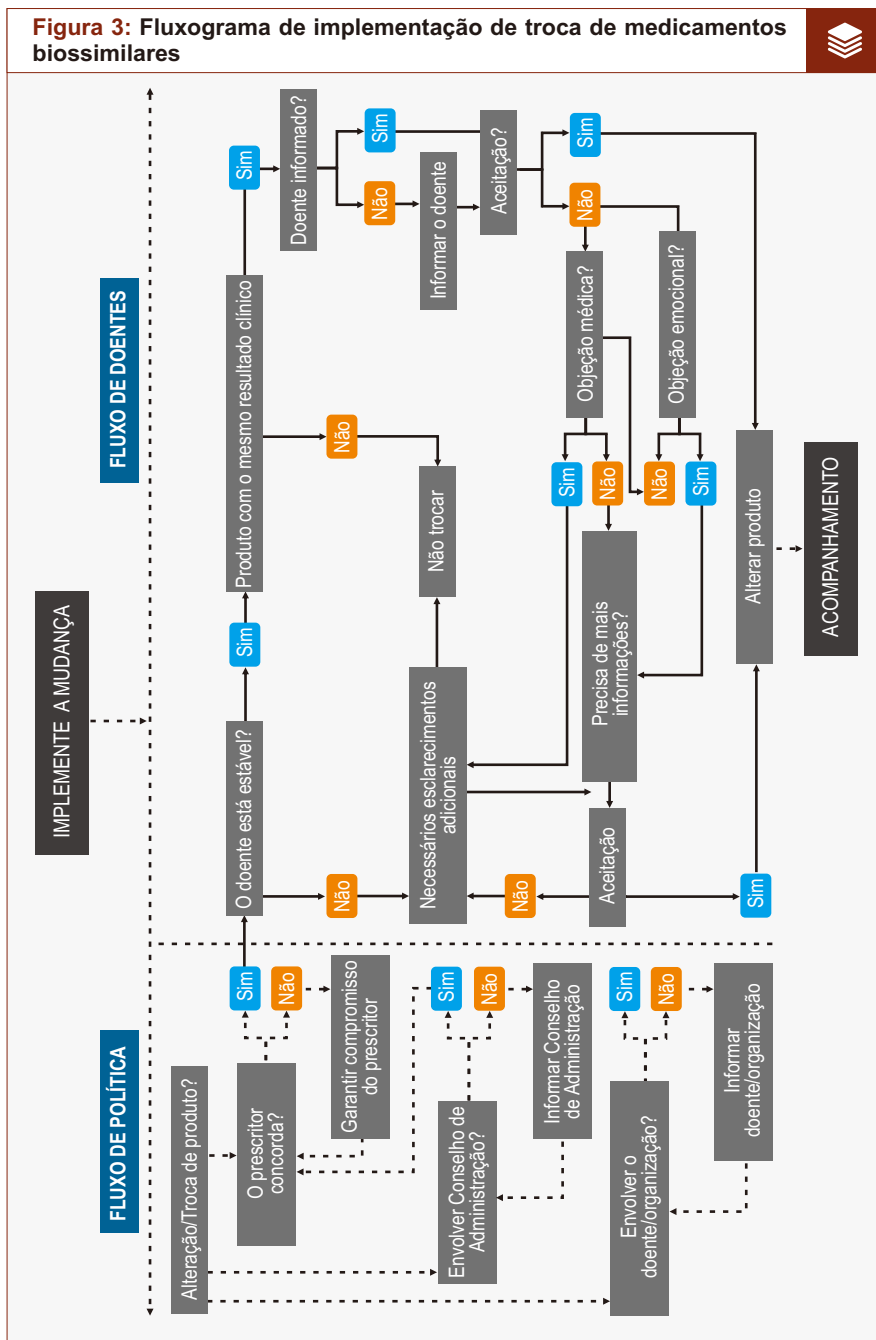 Figura 3: Fluxograma de implementação de troca de medicamentos
biossimilares
IMPLEMENTE A MUDANÇA
FLUXO DE POLÍTICA
FLUXO DE DOENTES
Alteração/Troca de produto?
O prescritor
concorda?
Sim
Não
Garantir compromisso
do prescritor
Envolver Conselho de
Administração?
Sim
Não
Informar Conselho
de Administração
Envolver o
doente/organização?
Sim
Não
Informar
doente/organização
O doente está estável?
Sim
Não
Produto com o mesmo resultado clínico
Sim
Não
Não trocar
Necessários esclarecimentos
adicionais
Doente informado?
Sim
Não
Informar o doente
Aceitação?
Sim
Não
Objeção médica?
Sim
Não
Objeção emocional?
Não
Sim
Precisa de mais
informações?
Aceitação
Não
Sim
Alterar produto
ACOMPANHAMENTO